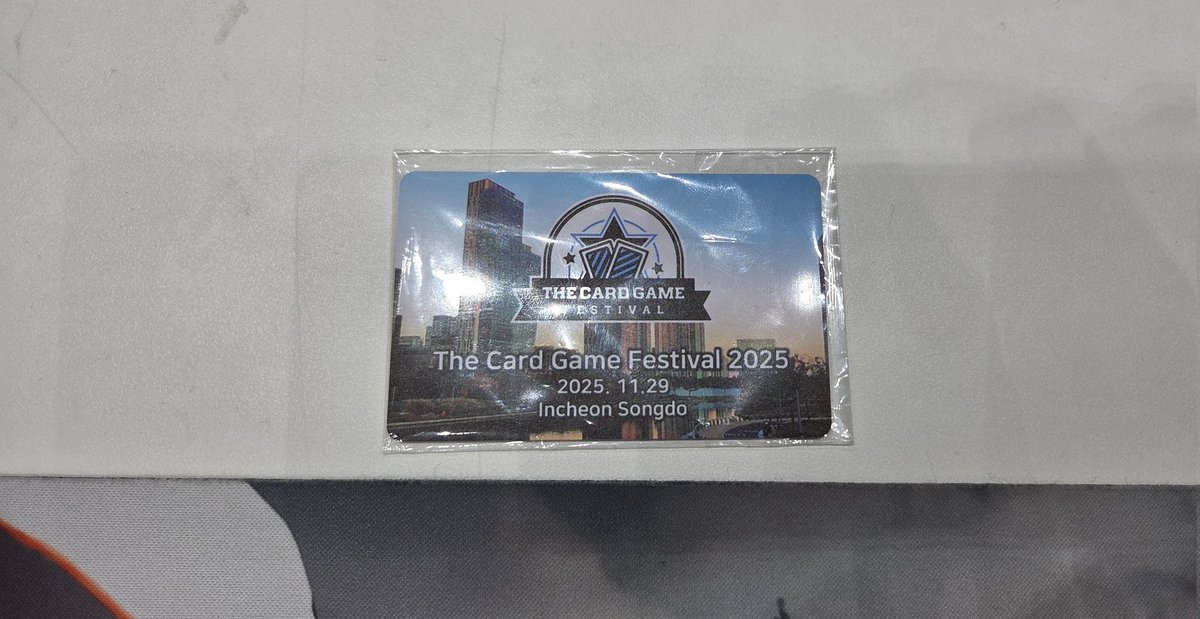 THE CARD GAME
FESTIVAL
The Card Game Festival 2025
2025. 11.29
Incheon Songdo